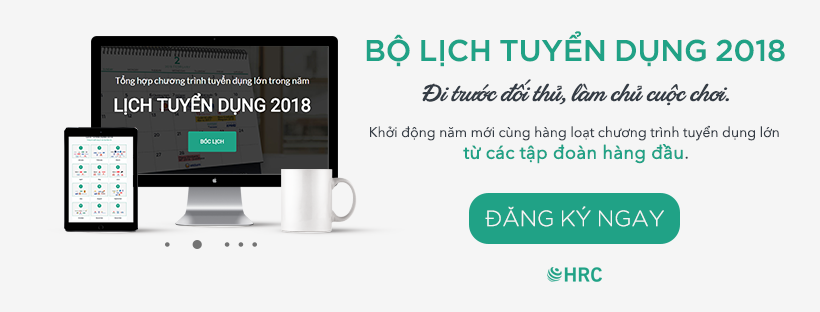 Tổng hợp chương trình tuyển dụng lớn trong năm
LỊCH TUYỂN DỤNG 2018
BÓC LỊCH
BỘ LỊCH TUYỂN DỤNG 2018
Đi trước đối thủ, làm chủ cuộc chơi.
Khởi động năm mới cùng hàng loạt chương trình tuyển dụng lớn
từ các tập đoàn hàng đầu.
ĐĂNG KÝ NGAY
HRC